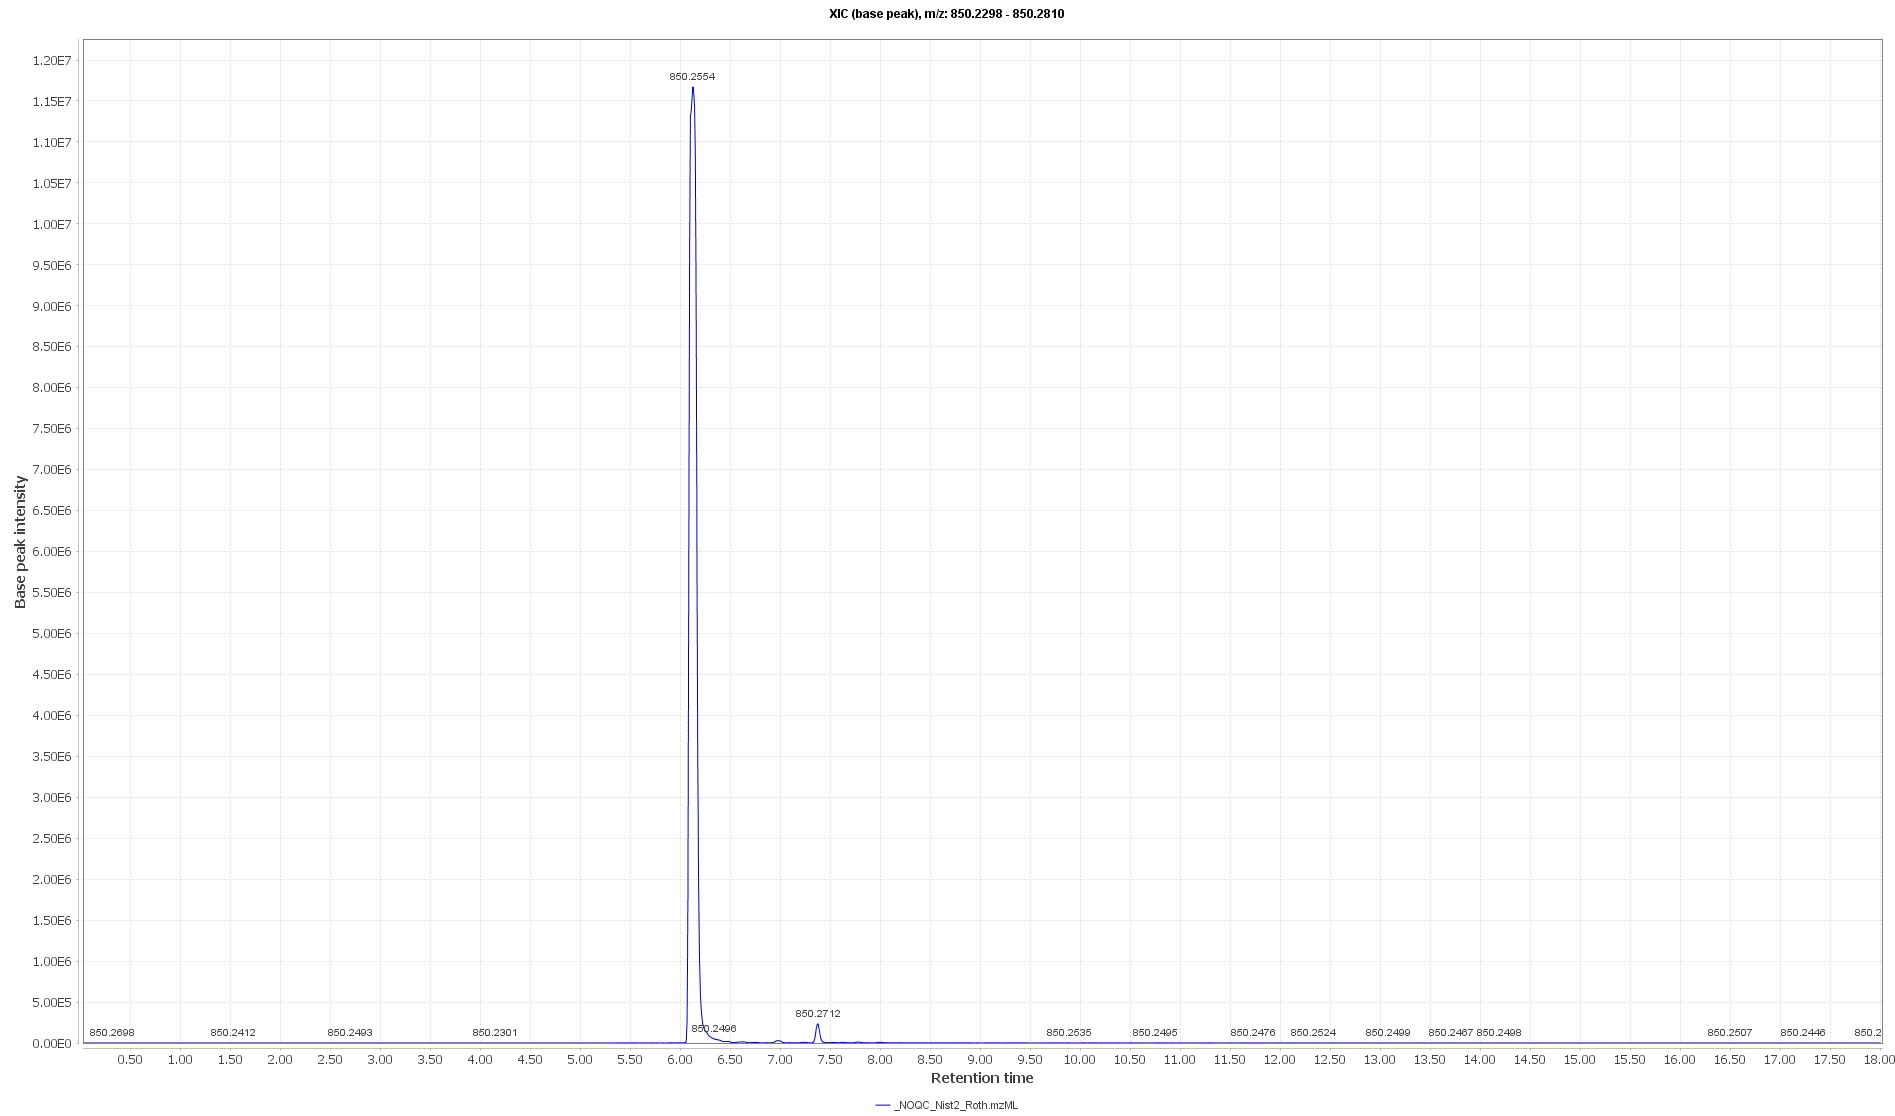 XIC (base peak), m/z: 850.2298 - 850.2810
1.20E7
850.2554
1.15E7
1.10E7
1.05E7
1.00E7
9.50E6
9.00E6
8.50E6
8.00E6
7.50E6
7.00E6
6.50E6
6.00E6
5.50E6
5.00E6
4.50E6
4.00E6
3.50E6
3.00E6
2.50E6
2.00E6
1.50E6
1.00E6
5.00E5
0.00E0
Base peak intensity
850.2712
850.2698 850.2412 850.2493 850.2301 850.2496 850.2535 850.2495 850.2476 850.2524 850.2499 850.2467 850.2498 850.2507 850.2446 850.2
0.50 1.00 1.50 2.00 2.50 3.00 3.50 4.00 4.50 5.00 5.50 6.00 6.50 7.00 7.50 8.00 8.50 9.00 9.50 10.00 10.50 11.00 11.50 12.00 12.50 13.00 13.50 14.00 14.50 15.00 15.50 16.00 16.50 17.00 17.50 18.00
Retention time
_NOQC_Nist2_Roth.mzML